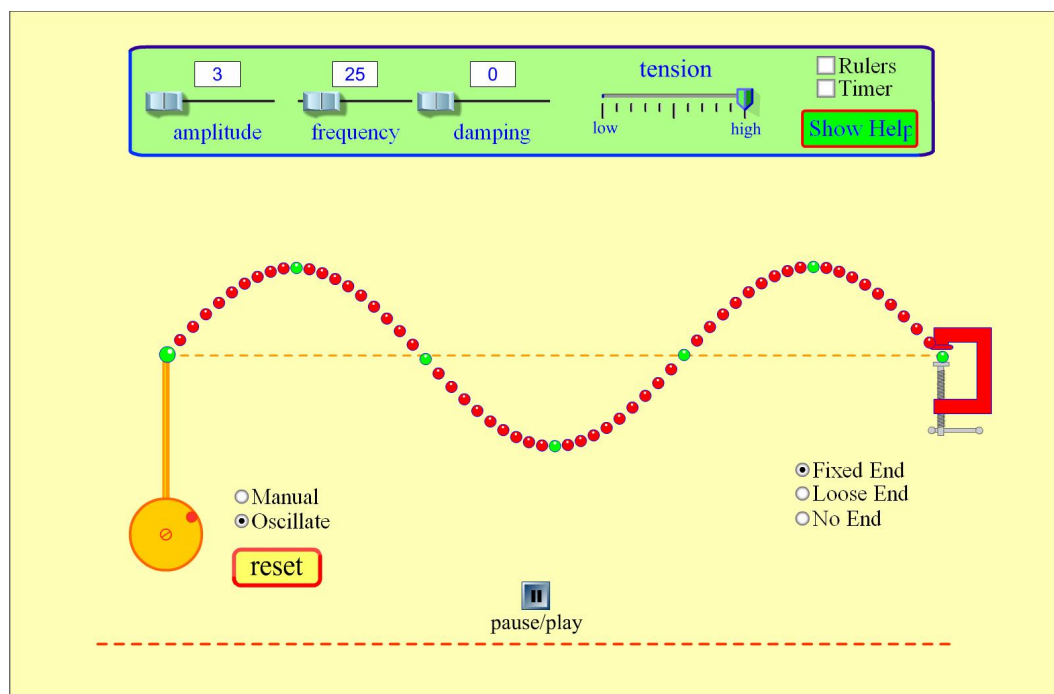 3 25 0
amplitude frequency damping
tension
low high
Rulers
Timer
Show Help
Fixed End
Loose End
No End
Manual
Oscillate
reset
pause/play